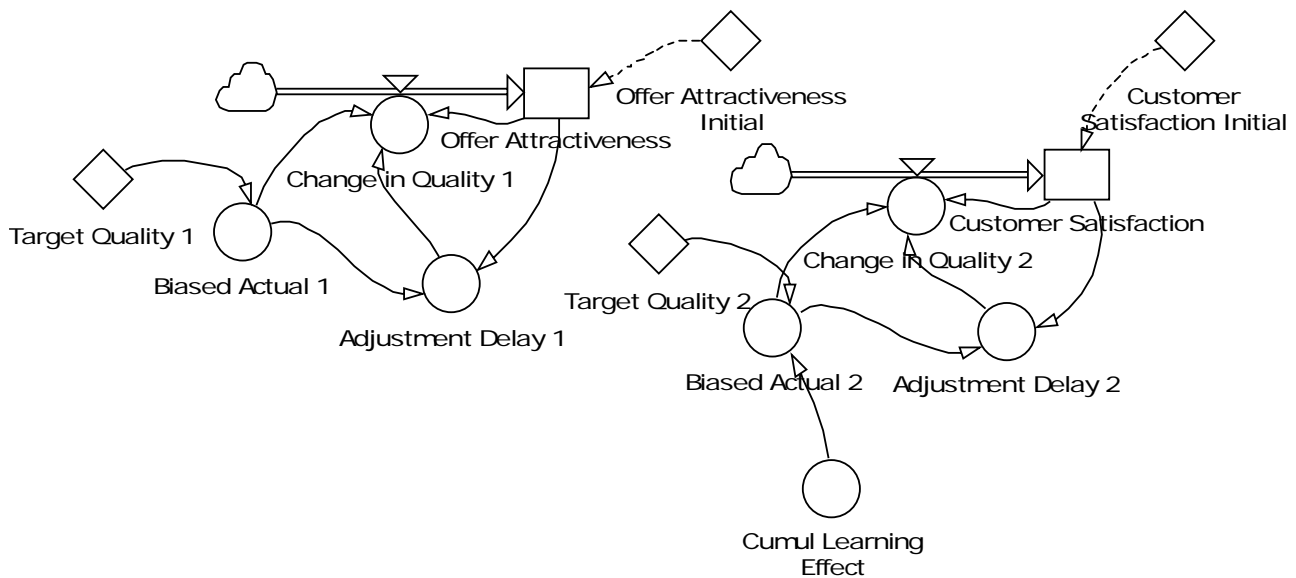 Offer Attractiveness
Initial
Offer Attractiveness
Change in Quality 1
Target Quality 1
Biased Actual 1
Adjustment Delay 1
Customer
Satisfaction Initial
Customer Satisfaction
Change in Quality 2
Target Quality 2
Biased Actual 2
Adjustment Delay 2
Cumul Learning
Effect